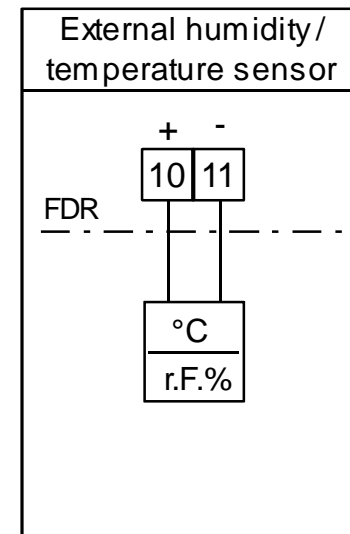 External humidity/
temperature sensor
+ -
10 11
FDR
°C
r.F.%